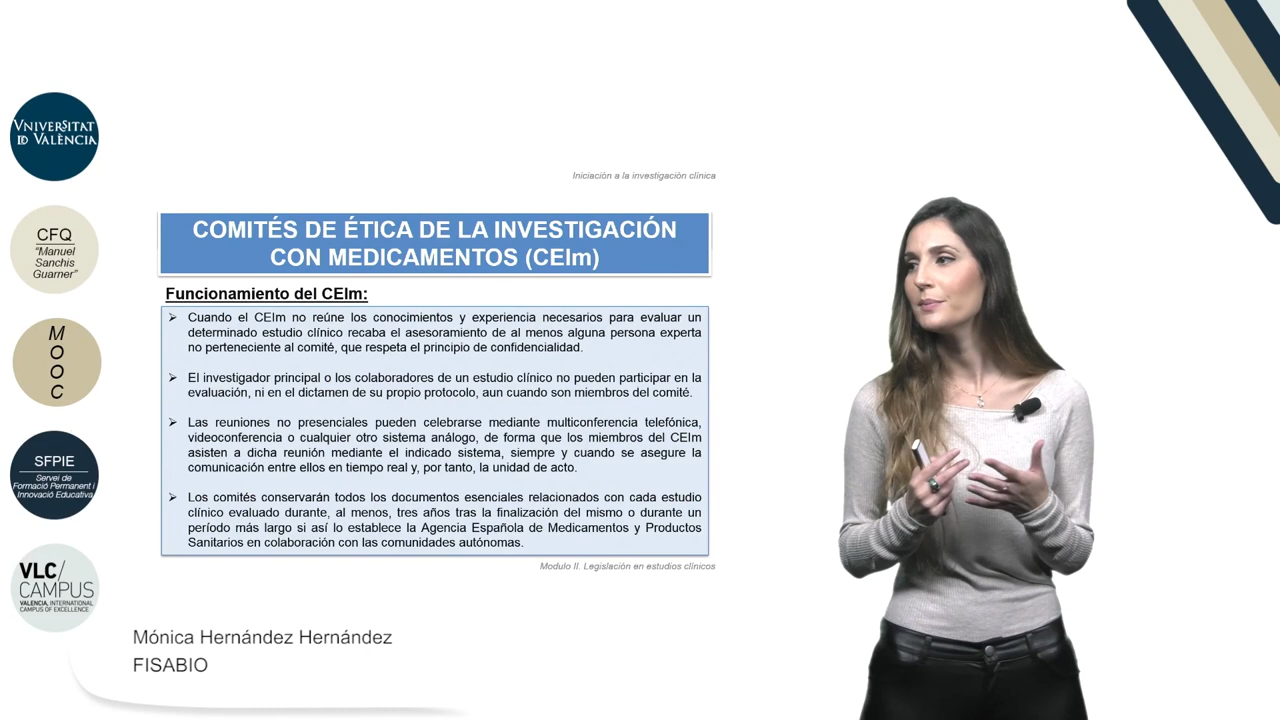 VNIVERSITAT
ID VALÈNCIA
CFQ
"Manuel
Sanchis
Guarner"
M
O
O
C
SFPIE
Servei de
Formació Permanent i
Innovació Educativa
VLC/
CAMPUS
VALENCIA, INTERNATIONAL
CAMPUS OF EXCELLENCE
Iniciación a la investigación clínica
COMITÉS DE ÉTICA DE LA INVESTIGACIÓN
CON MEDICAMENTOS (CEIm)
Funcionamiento del CEIm:
➢ Cuando el CEIm no reúne los conocimientos y experiencia necesarios para evaluar un
determinado estudio clínico recaba el asesoramiento de al menos alguna persona experta
no perteneciente al comité, que respeta el principio de confidencialidad.
➢ El investigador principal o los colaboradores de un estudio clínico no pueden participar en la
evaluación, ni en el dictamen de su propio protocolo, aun cuando son miembros del comité.
➢ Las reuniones no presenciales pueden celebrarse mediante multiconferencia telefónica,
videoconferencia o cualquier otro sistema análogo, de forma que los miembros del CEIm
asisten a dicha reunión mediante el indicado sistema, siempre y cuando se asegure la
comunicación entre ellos en tiempo real y, por tanto, la unidad de acto.
➢ Los comités conservarán todos los documentos esenciales relacionados con cada estudio
clínico evaluado durante, al menos, tres años tras la finalización del mismo o durante un
período más largo si así lo establece la Agencia Española de Medicamentos y Productos
Sanitarios en colaboración con las comunidades autónomas.
Modulo II. Legislación en estudios clínicos
Mónica Hernández Hernández
FISABIO